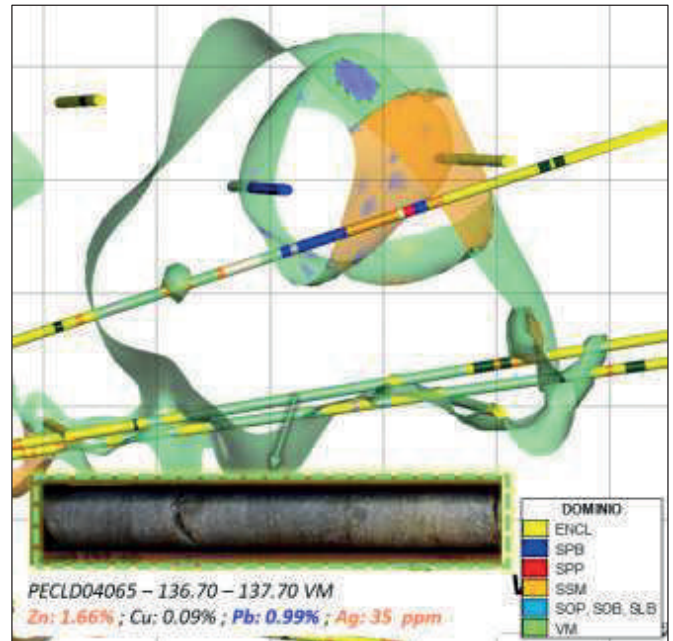 DOMINIO
ENCL
SPB
SPP
SSM
SOP, SOB, SLB
VM
PECLD04065 – 136.70 – 137.70 VM
Zn: 1.66% ; Cu: 0.09% ; Pb: 0.99% ; Ag: 35 ppm